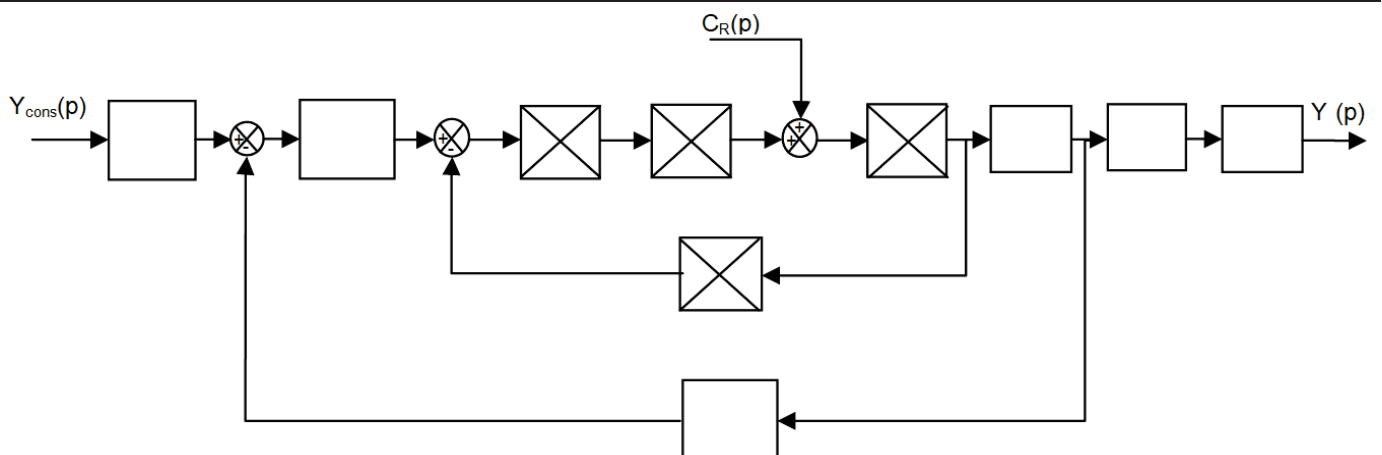 C_R(p)
Y_cons(p)
Y (p)
+
-
+
-
+
+